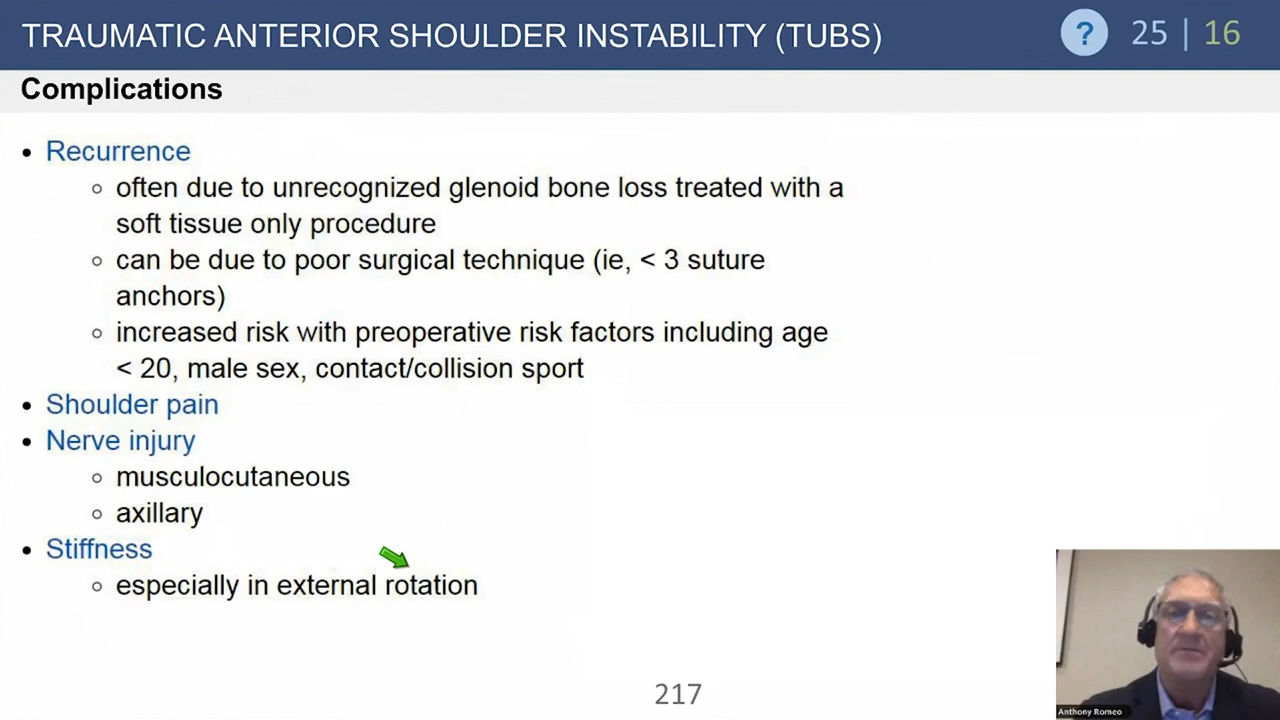 TRAUMATIC ANTERIOR SHOULDER INSTABILITY (TUBS)
? 25 | 16
Complications
• Recurrence
○ often due to unrecognized glenoid bone loss treated with a
soft tissue only procedure
○ can be due to poor surgical technique (ie, < 3 suture
anchors)
○ increased risk with preoperative risk factors including age
< 20, male sex, contact/collision sport
• Shoulder pain
• Nerve injury
○ musculocutaneous
○ axillary
• Stiffness
○ especially in external rotation
217
Anthony Romeo